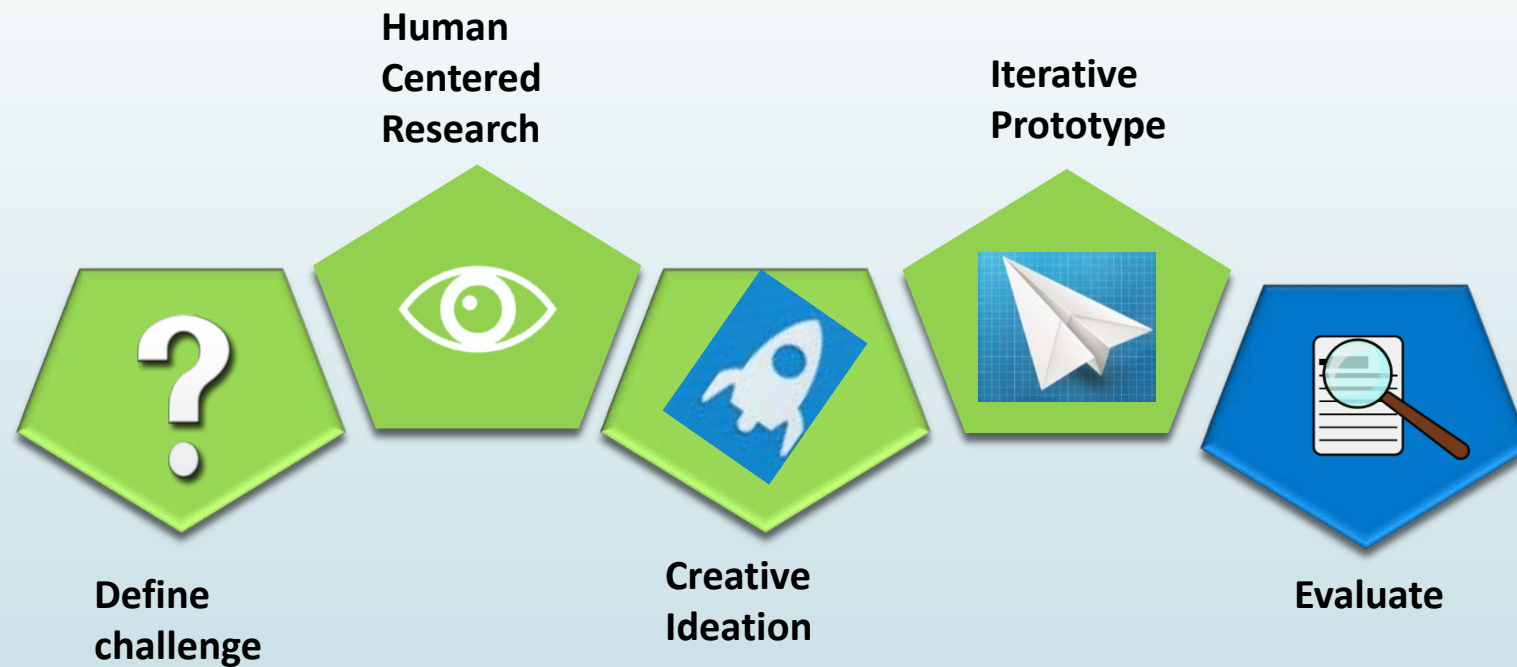 Define
challenge
Human
Centered
Research
Creative
Ideation
Iterative
Prototype
Evaluate